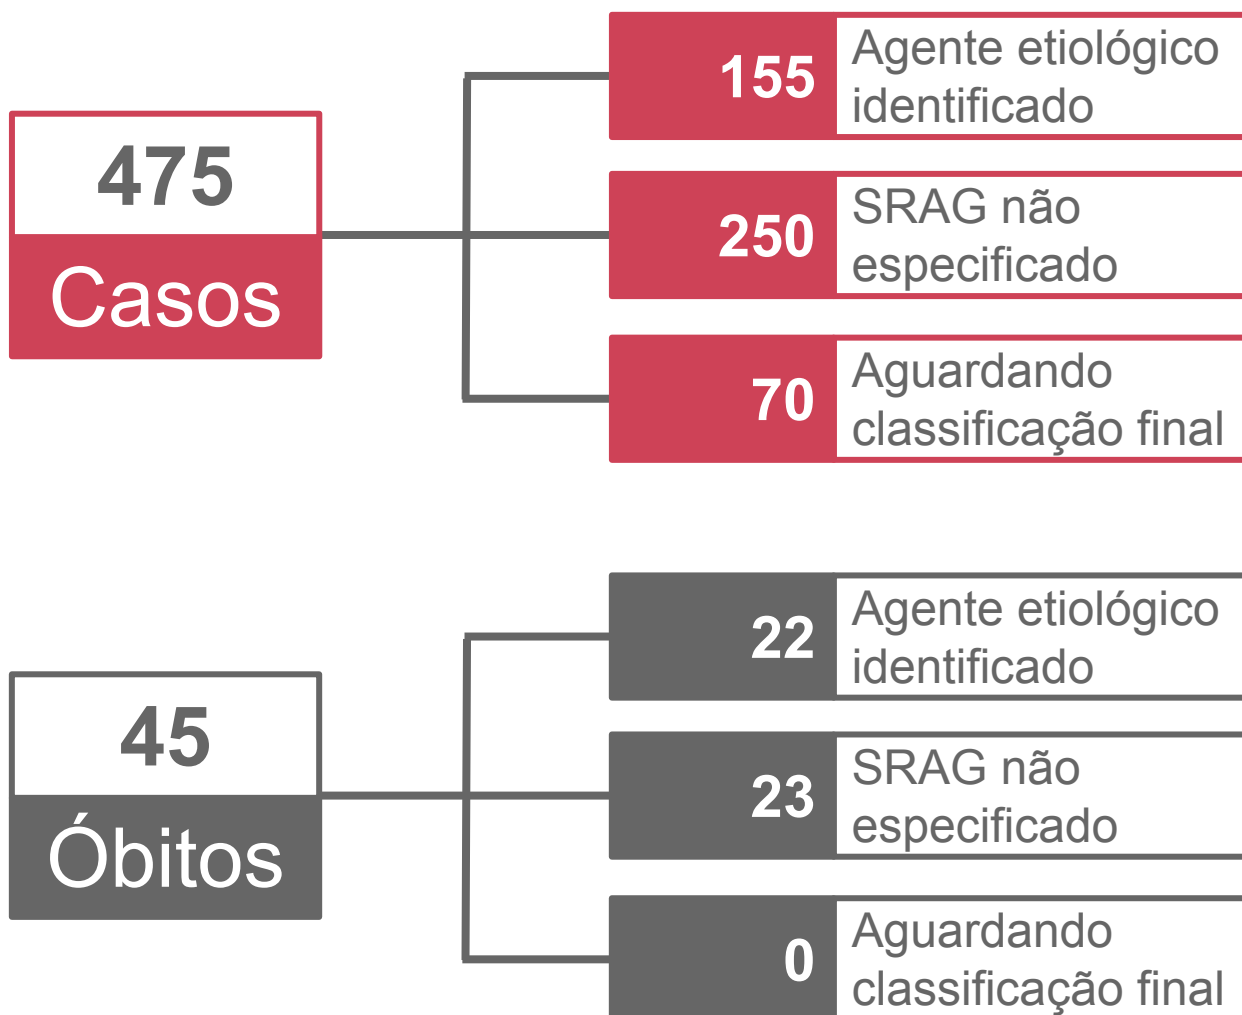 475
Casos
155
Agente etiológico
identificado
250
SRAG não
especificado
70
Aguardando
classificação final
45
Óbitos
22
Agente etiológico
identificado
23
SRAG não
especificado
0
Aguardando
classificação final